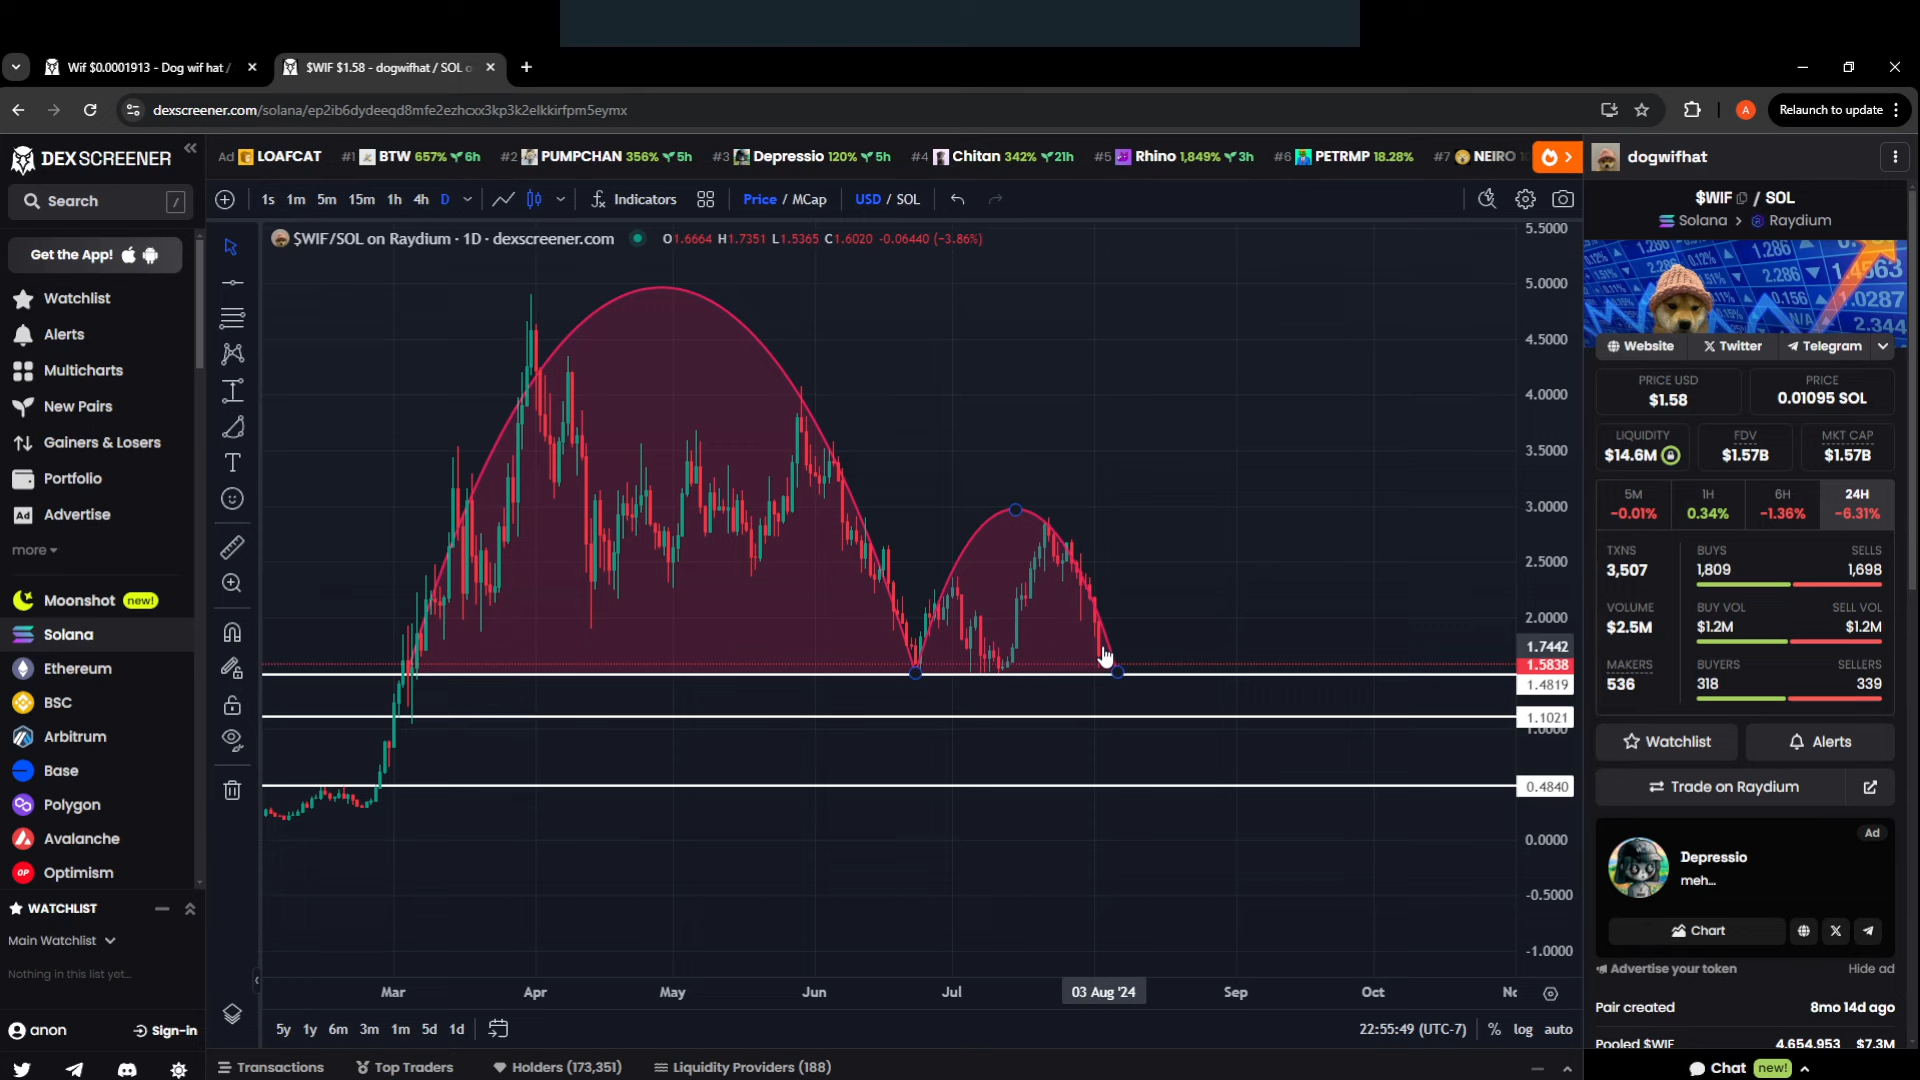 Wif $0.0001913 - Dog wif hat /
$WIF $1.58 - dogwifhat / SOL o
dexscreener.com/solana/ep2ib6dydeeqd8mfe2ezhcxx3kp3k2elkkirfpm5eymx
A
Relaunch to update
DEX SCREENER
Ad LOAFCAT #1 BTW 657% 6h #2 PUMPCHAN 356% 5h #3 Depressio 120% 5h #4 Chitan 342% 21h #5 Rhino 1,849% 3h #6 PETRMP 18.28% #7 NEIRO
dogwifhat
Search /
1s 1m 5m 15m 1h 4h D Indicators Price / MCap USD / SOL
$WIF / SOL
Solana > Raydium
Get the App!
Watchlist
Alerts
Multicharts
New Pairs
Gainers & Losers
Portfolio
Advertise
more
Moonshot new!
Solana
Ethereum
BSC
Arbitrum
Base
Polygon
Avalanche
Optimism
WATCHLIST
Main Watchlist
Nothing in this list yet...
anon Sign-in
$WIF/SOL on Raydium · 1D · dexscreener.com O1.6664 H1.7351 L1.5365 C1.6020 -0.06440 (-3.86%)
5.5000
5.0000
4.5000
4.0000
3.5000
3.0000
2.5000
2.0000
1.7442
1.5838
1.4819
1.1021
1.0000
0.4840
0.0000
-0.5000
-1.0000
Mar Apr May Jun Jul 03 Aug '24 Sep Oct
5y 1y 6m 3m 1m 5d 1d
22:55:49 (UTC-7) % log auto
Transactions Top Traders Holders (173,351) Liquidity Providers (188)
Website Twitter Telegram
PRICE USD
$1.58
PRICE
0.01095 SOL
LIQUIDITY
$14.6M
FDV
$1.57B
MKT CAP
$1.57B
5M
-0.01%
1H
0.34%
6H
-1.36%
24H
-6.31%
TXNS
3,507
BUYS SELLS
1,809 1,698
VOLUME
$2.5M
BUY VOL SELL VOL
$1.2M $1.2M
MAKERS
536
BUYERS SELLERS
318 339
Watchlist Alerts
Trade on Raydium
Ad
Depressio
meh...
Chart
Advertise your token Hide ad
Pair created 8mo 14d ago
Pooled $WIF 4,654,953 $7.3M
Chat new!